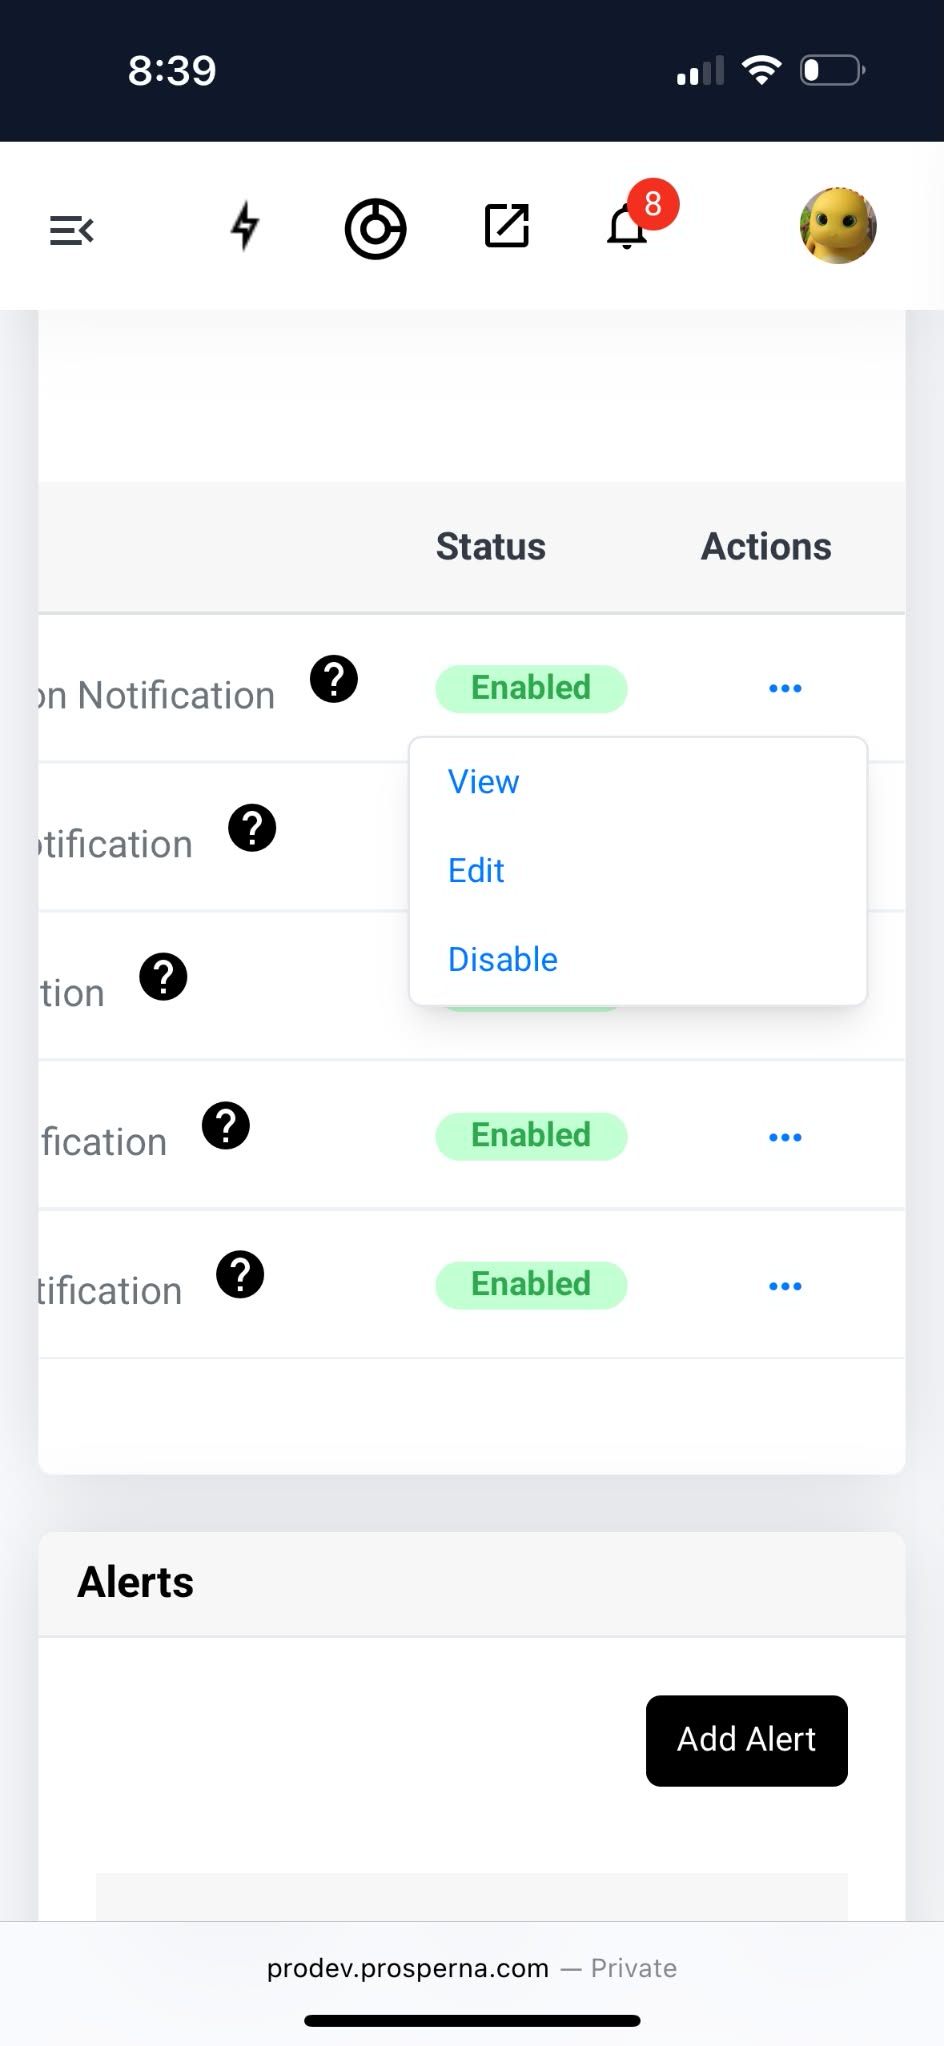 8:39
8
Status Actions
on Notification ? Enabled ...
View
tification ?
Edit
Disable
tion ?
fication ? Enabled ...
tification ? Enabled ...
Alerts
Add Alert
prodev.prosperna.com — Private